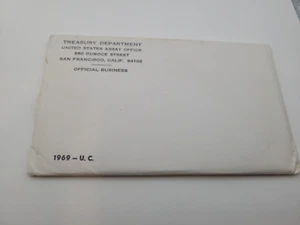 TREASURY DEPARTMENT
UNITED STATES ASSAY OFFICE
350 DUBOCE STREET
SAN FRANCISCO, CALIF. 94102
OFFICIAL BUSINESS
1969 – U.C.